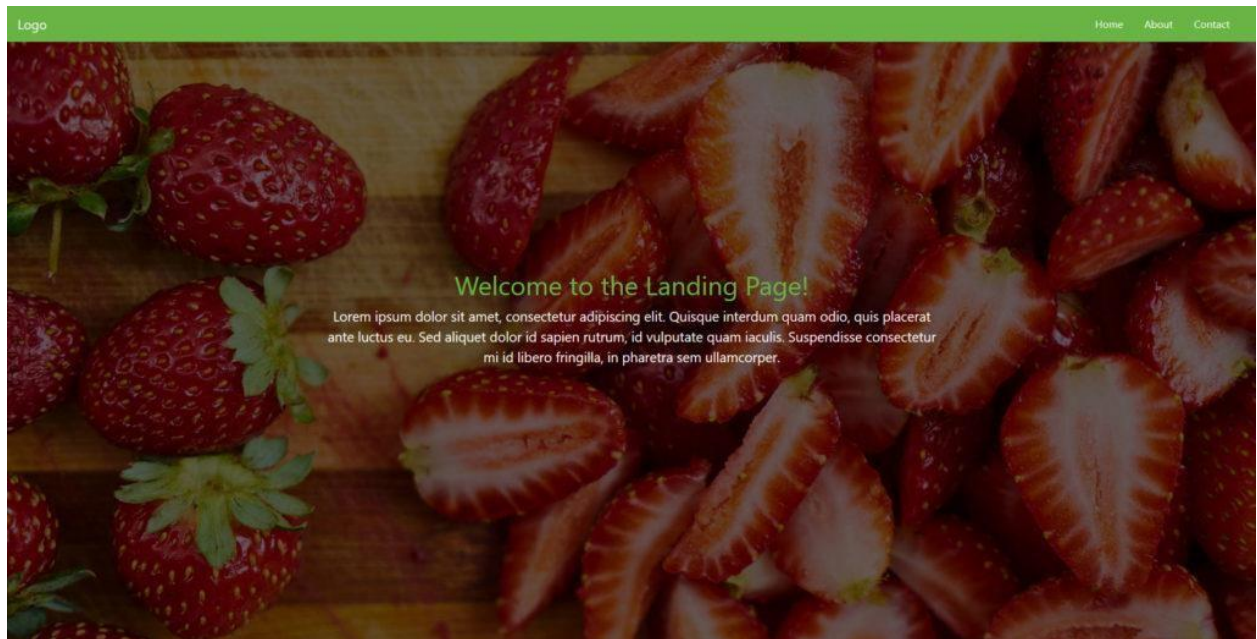 Logo
Home About Contact
Welcome to the Landing Page!
Lorem ipsum dolor sit amet, consectetur adipiscing elit. Quisque interdum quam odio, quis placerat
ante luctus eu. Sed aliquet dolor id sapien rutrum, id vulputate quam iaculis. Suspendisse consectetur
mi id libero fringilla, in pharetra sem ullamcorper.